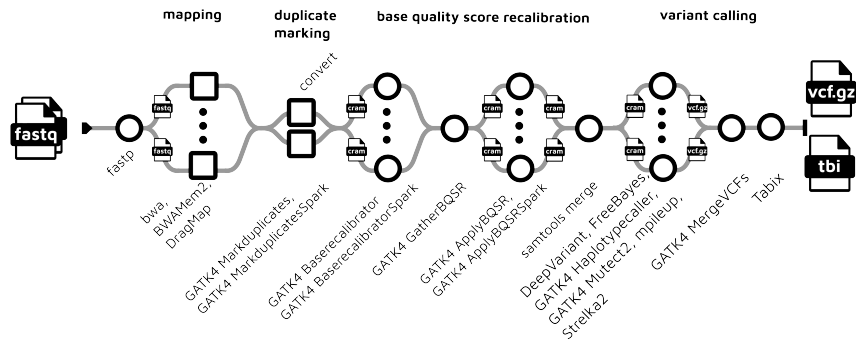 mapping
duplicate
marking
base quality score recalibration
variant calling
convert
fastq
fastq
fastq
cram
cram
cram
cram
cram
cram
cram
cram
vcf.gz
vcf.gz
vcf.gz
tbi
fastp
bwa,
BWAMem2,
DragMap
GATK4 Markduplicates,
GATK4 MarkduplicatesSpark
GATK4 Baserecalibrator
GATK4 BaserecalibratorSpark
GATK4 GatherBQSR
GATK4 ApplyBQSR,
GATK4 ApplyBQSRSpark
samtools merge
DeepVariant, FreeBayes,
GATK4 Haplotypecaller,
GATK4 Mutect2, mpileup,
Strelka2
GATK4 MergeVCFs
Tabix